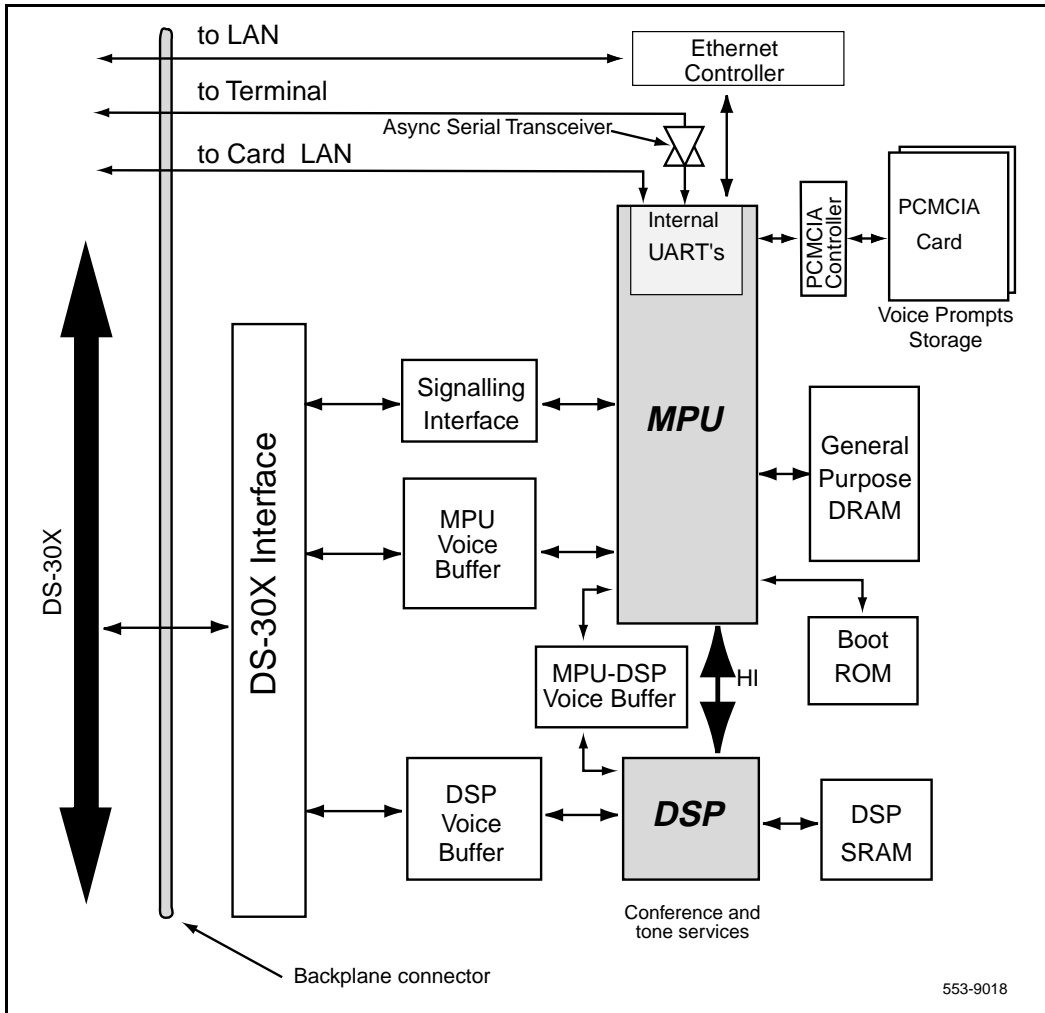 to LAN
Ethernet
Controller
to Terminal
Async Serial Transceiver
to Card LAN
Internal
UART's
PCMCIA
Controller
PCMCIA
Card
Voice Prompts
Storage
Signalling
Interface
MPU
General
Purpose
DRAM
DS-30X
DS-30X Interface
MPU
Voice
Buffer
Boot
ROM
MPU-DSP
Voice Buffer
HI
DSP
Voice
Buffer
DSP
DSP
SRAM
Conference and
tone services
Backplane connector
553-9018